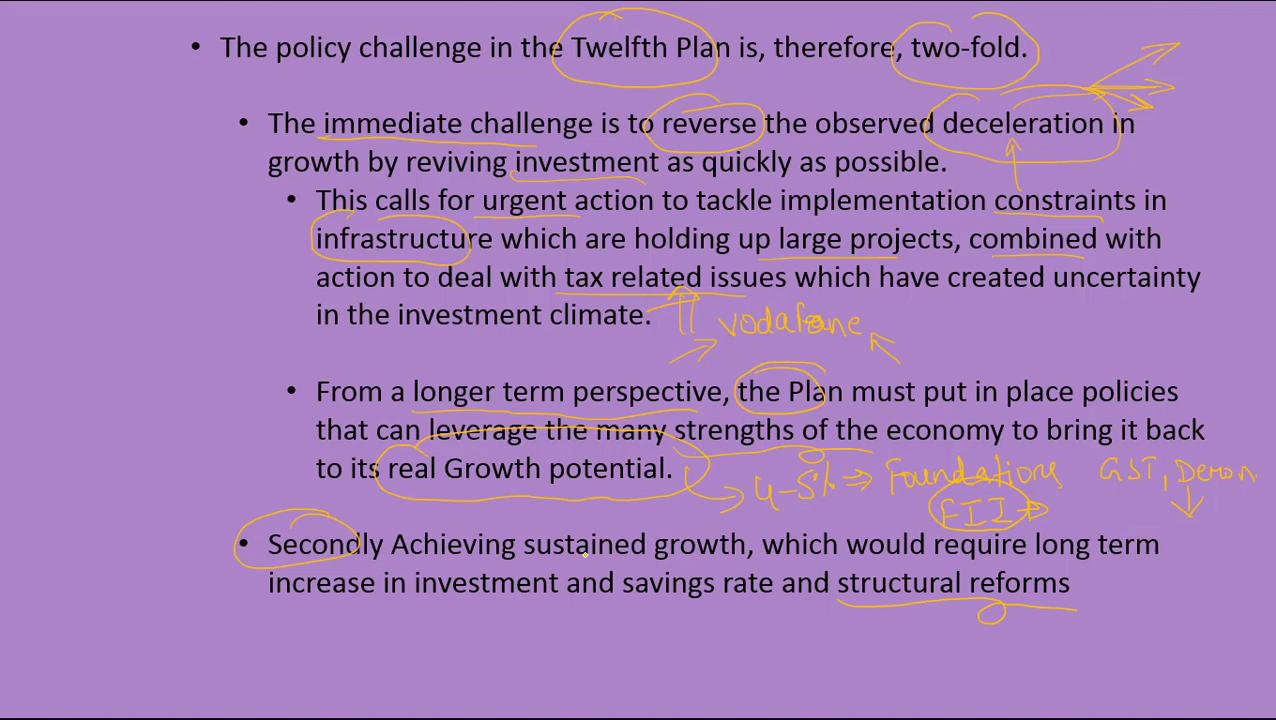 • The policy challenge in the Twelfth Plan is, therefore, two-fold.
• The immediate challenge is to reverse the observed deceleration in
growth by reviving investment as quickly as possible.
• This calls for urgent action to tackle implementation constraints in
infrastructure which are holding up large projects, combined with
action to deal with tax related issues which have created uncertainty
in the investment climate.
vodafone
• From a longer term perspective, the Plan must put in place policies
that can leverage the many strengths of the economy to bring it back
to its real Growth potential.
4-5% ⇒ Foundations GST, Demon
FII
• Secondly Achieving sustained growth, which would require long term
increase in investment and savings rate and structural reforms